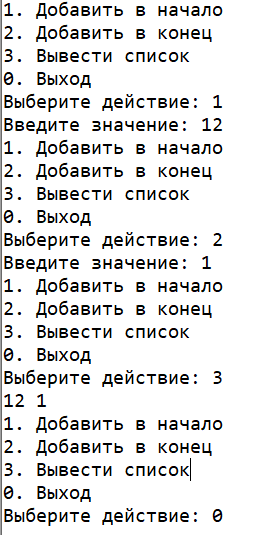 1. Добавить в начало
2. Добавить в конец
3. Вывести список
0. Выход
Выберите действие: 1
Введите значение: 12
1. Добавить в начало
2. Добавить в конец
3. Вывести список
0. Выход
Выберите действие: 2
Введите значение: 1
1. Добавить в начало
2. Добавить в конец
3. Вывести список
0. Выход
Выберите действие: 3
12 1
1. Добавить в начало
2. Добавить в конец
3. Вывести список
0. Выход
Выберите действие: 0